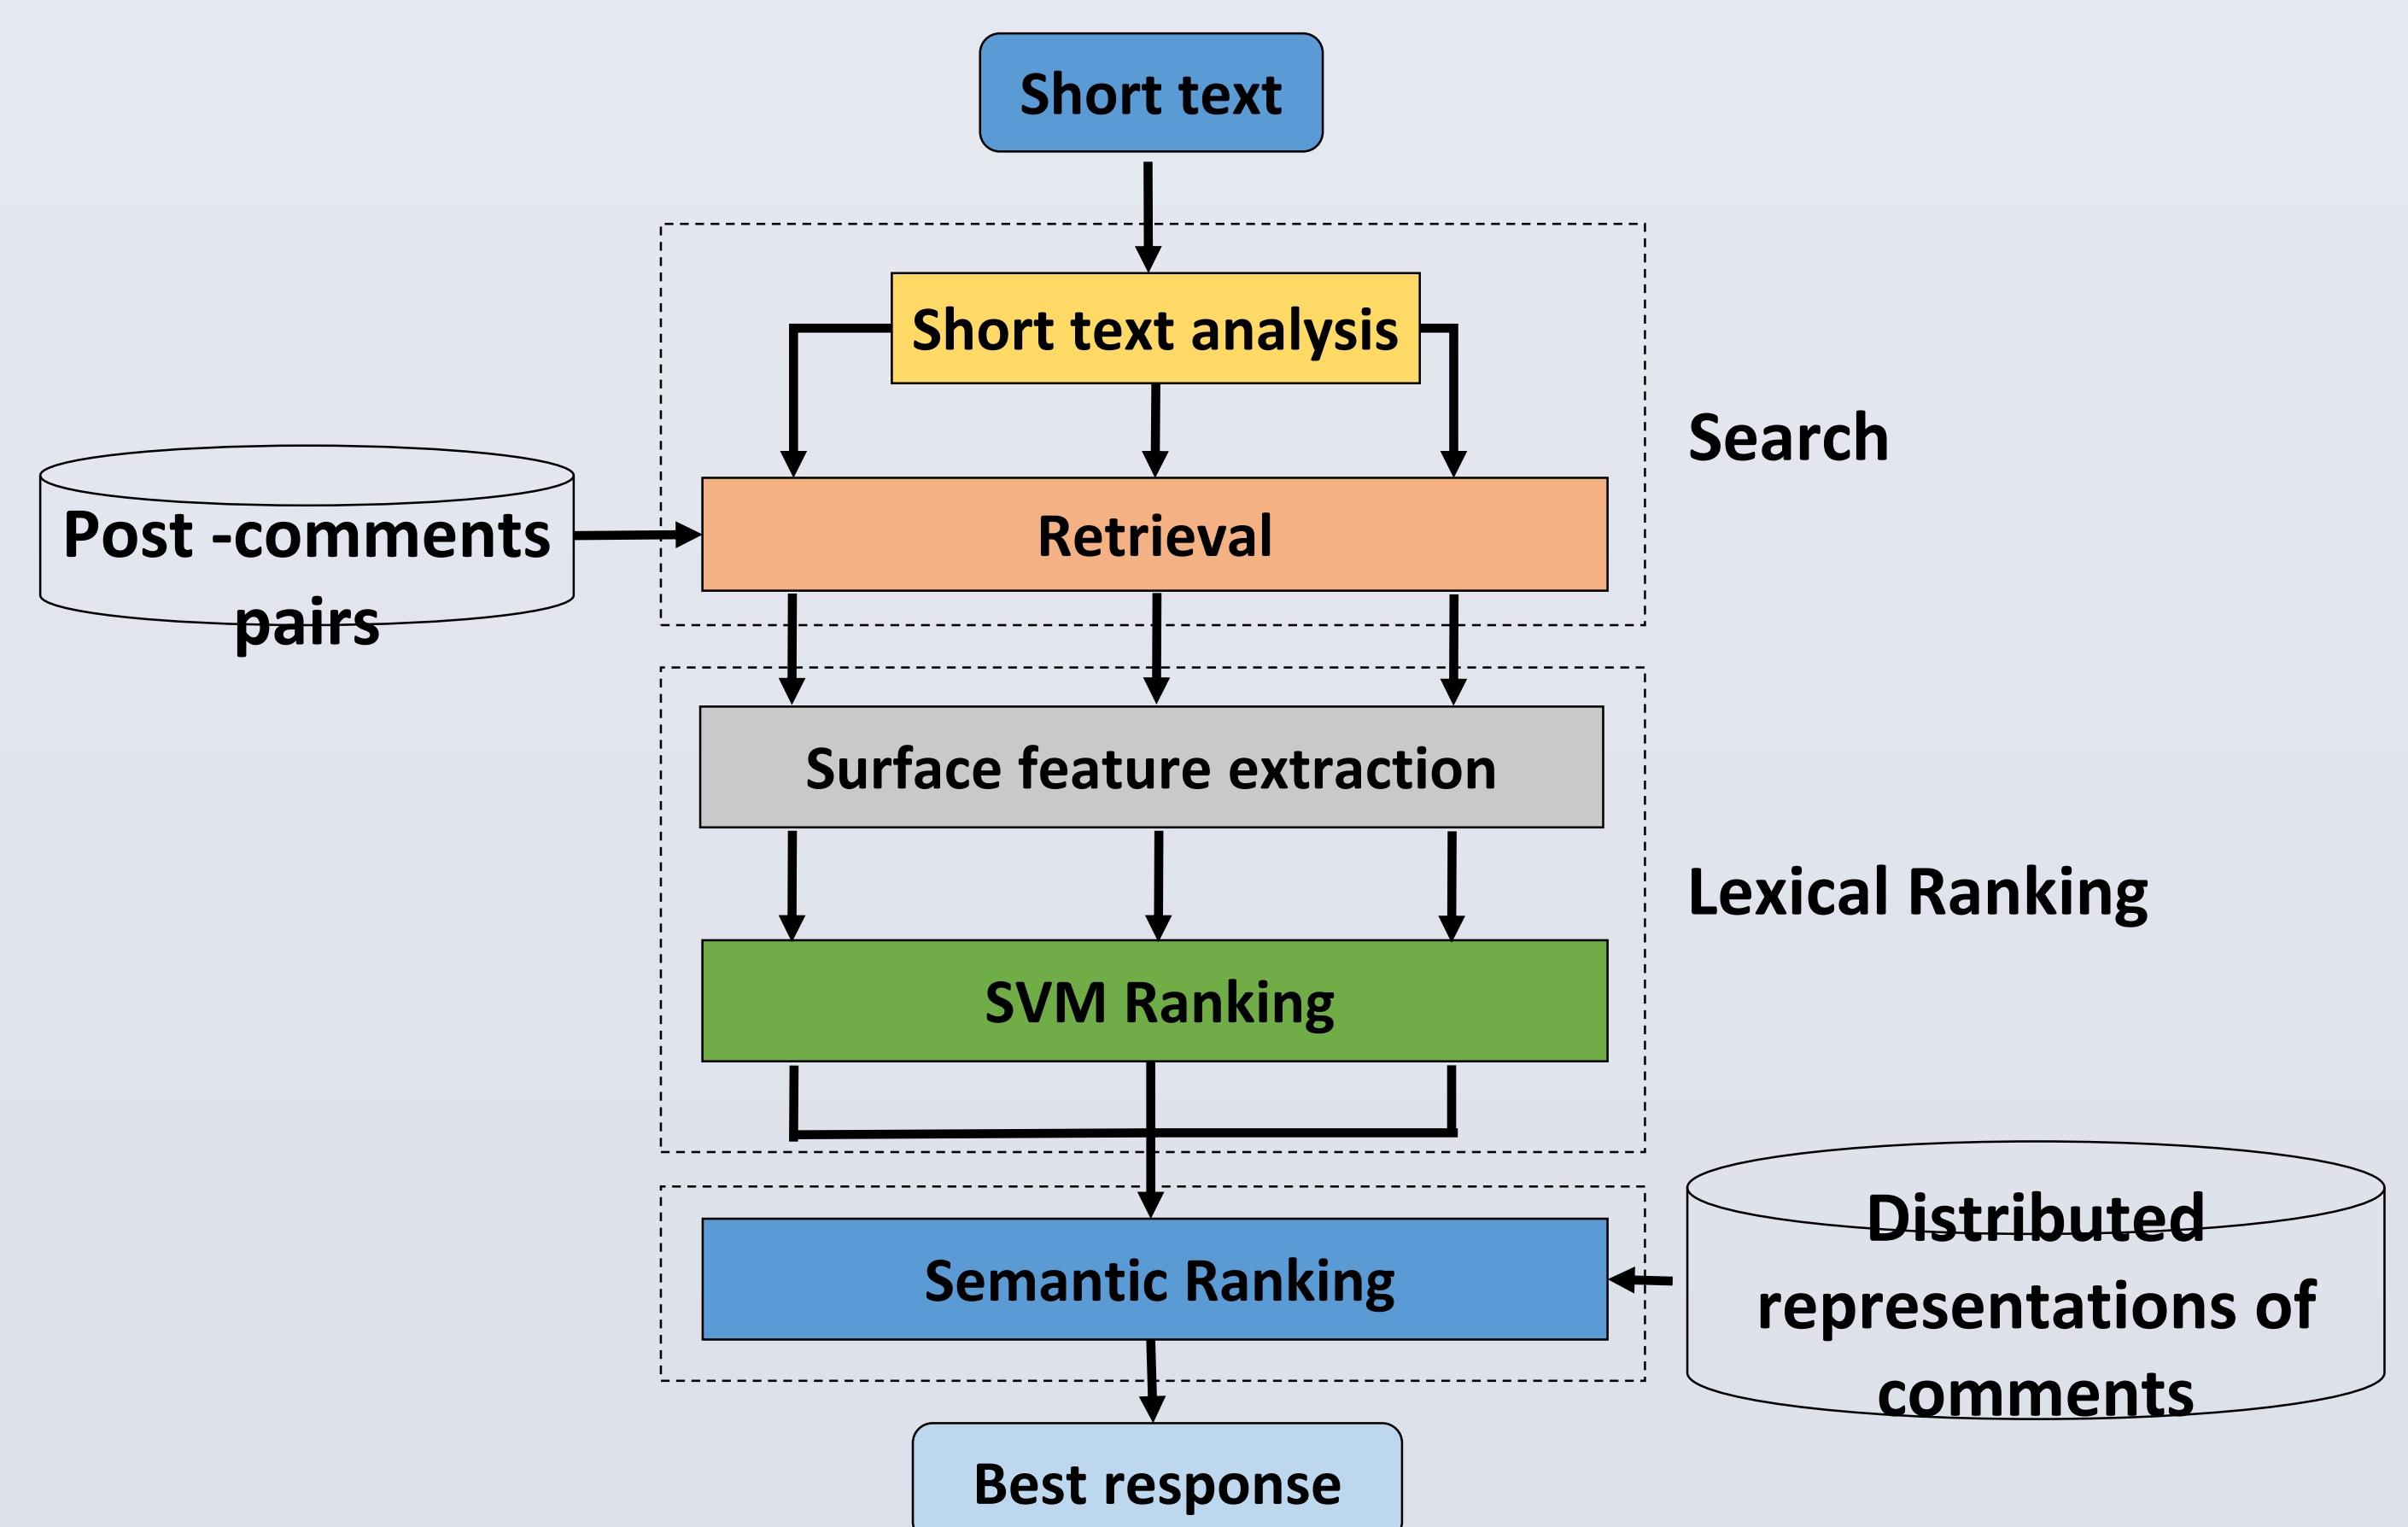 Short text
Short text analysis
Search
Post -comments
pairs
Retrieval
Surface feature extraction
Lexical Ranking
SVM Ranking
Semantic Ranking
Distributed
representations of
comments
Best response